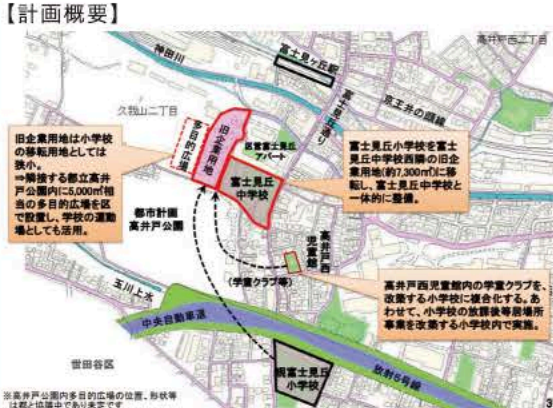 【計画概要】
神田川
富士見ヶ丘駅
高井戸西二丁目
久我山二丁目
富士見丘通り
京王井の頭線
旧企業用地は小学校
の移転用地としては
狭小。
⇒隣接する都立高井戸
公園内に5,000㎡相
当の多目的広場を区
で設置し、学校の運動
場としても活用。
多目的広場
旧企業用地
区営富士見丘
アパート
富士見丘
中学校
富士見丘小学校を富士
見丘中学校西隣の旧企
業用地(約7,300㎡)に移
転し、富士見丘中学校と
一体的に整備。
都市計画
高井戸公園
高井戸西
児童館
(学童クラブ等)
高井戸西児童館内の学童クラブを、
改築する小学校に複合化する。あ
わせて、小学校の放課後等居場所
事業を改築する小学校内で実施。
玉川上水
中央自動車道
放射5号線
世田谷区
現富士見丘
小学校
※高井戸公園内多目的広場の位置、形状等
は都と協議中であり未定です
3